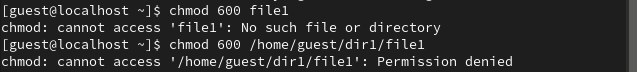 [guest@localhost ~]$ chmod 600 file1
chmod: cannot access 'file1': No such file or directory
[guest@localhost ~]$ chmod 600 /home/guest/dir1/file1
chmod: cannot access '/home/guest/dir1/file1': Permission denied